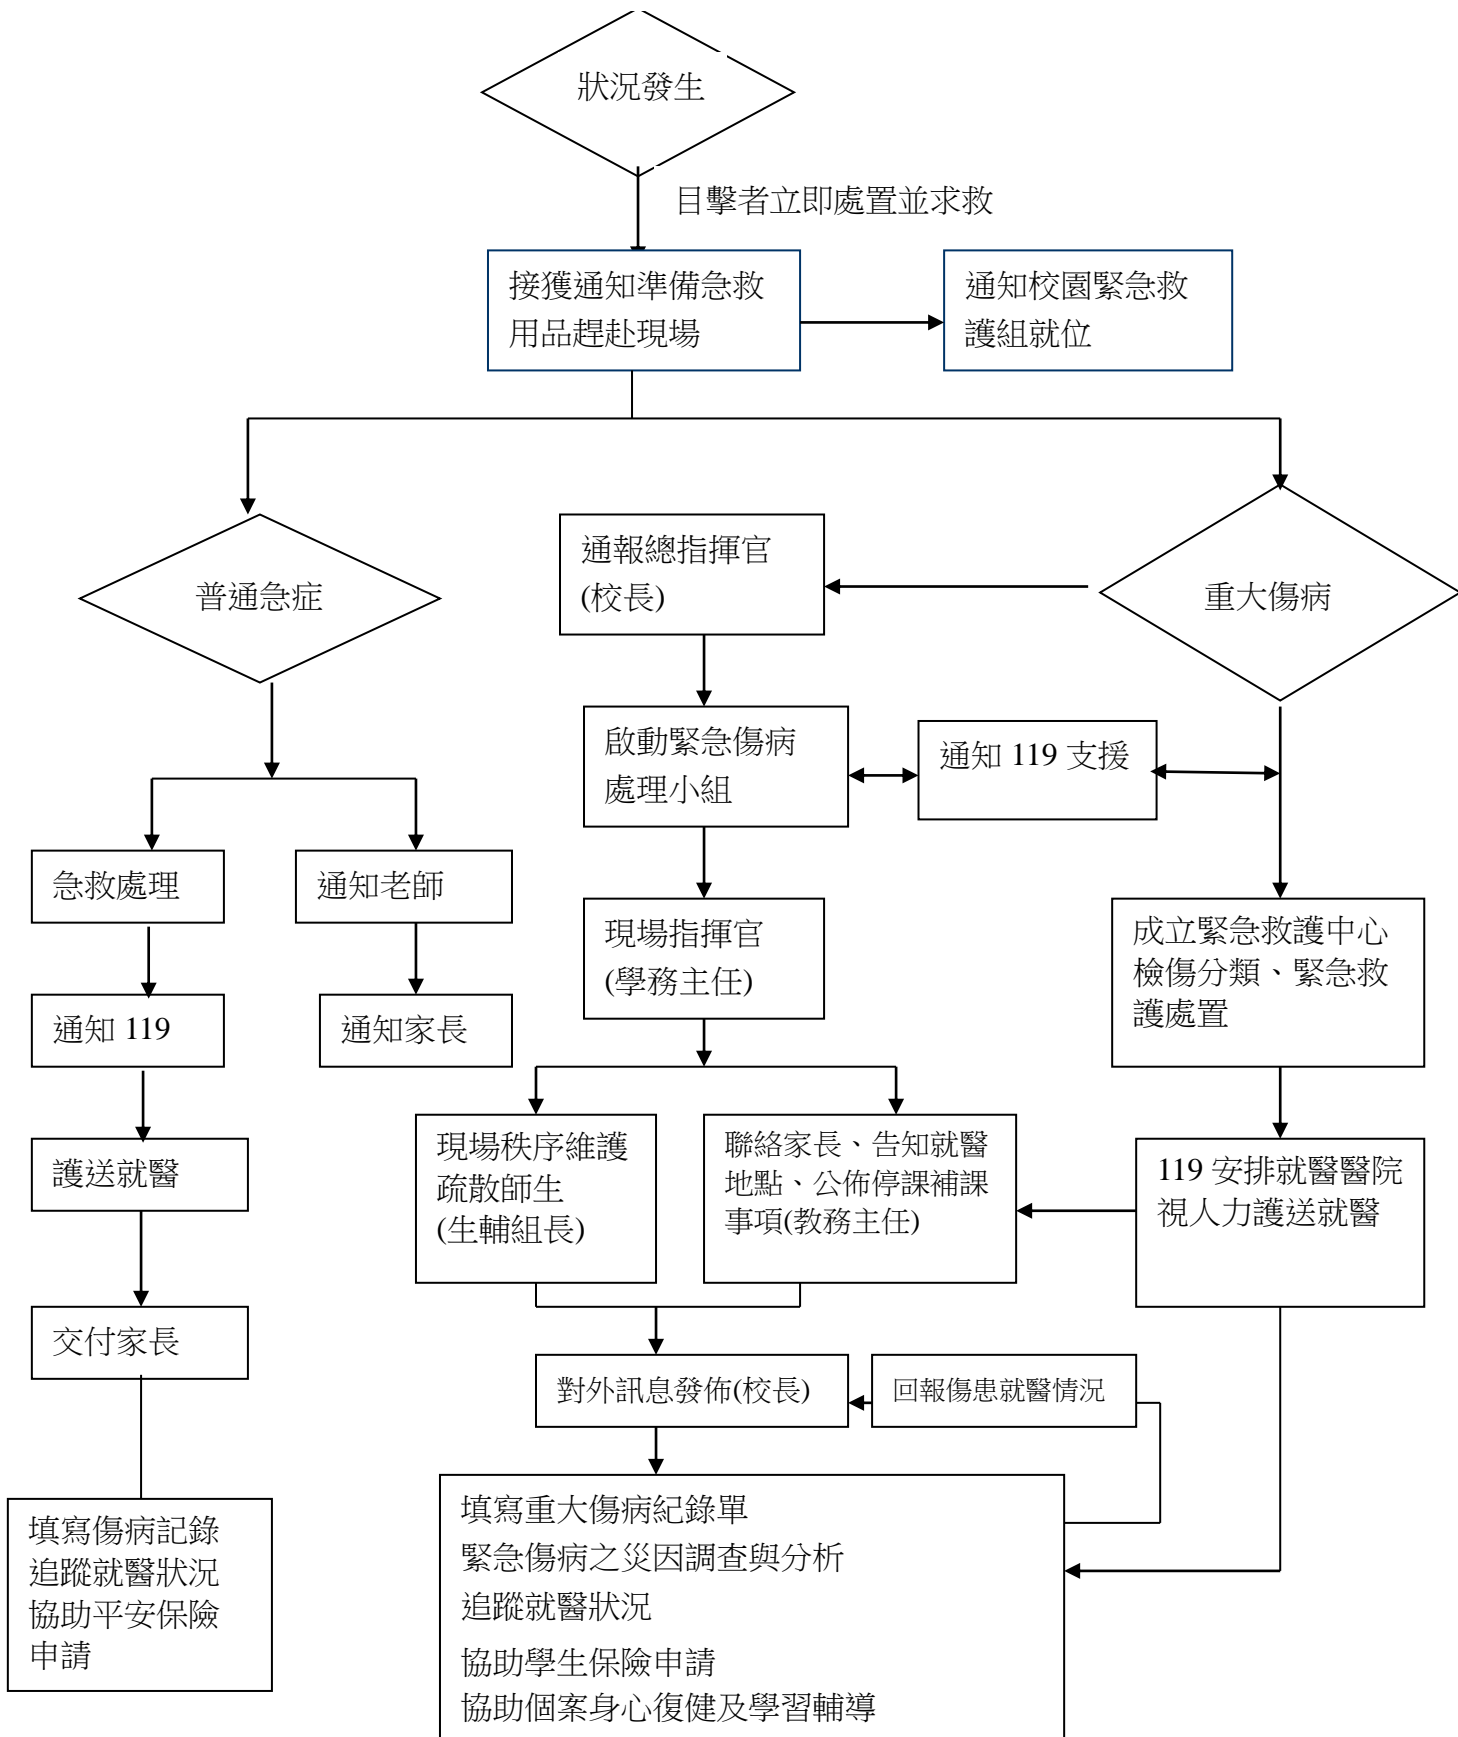 狀況發生
目擊者立即處置並求救
接獲通知準備急救
用品趕赴現場
通知校園緊急救
護組就位
普通急症
通報總指揮官
(校長)
重大傷病
啟動緊急傷病
處理小組
通知 119 支援
急救處理
通知老師
現場指揮官
(學務主任)
成立緊急救護中心
檢傷分類、緊急救
護處置
通知 119
通知家長
護送就醫
現場秩序維護
疏散師生
(生輔組長)
聯絡家長、告知就醫
地點、公佈停課補課
事項(教務主任)
119 安排就醫醫院
視人力護送就醫
交付家長
對外訊息發佈(校長)
回報傷患就醫情況
填寫傷病記錄
追蹤就醫狀況
協助平安保險
申請
填寫重大傷病紀錄單
緊急傷病之災因調查與分析
追蹤就醫狀況
協助學生保險申請
協助個案身心復健及學習輔導